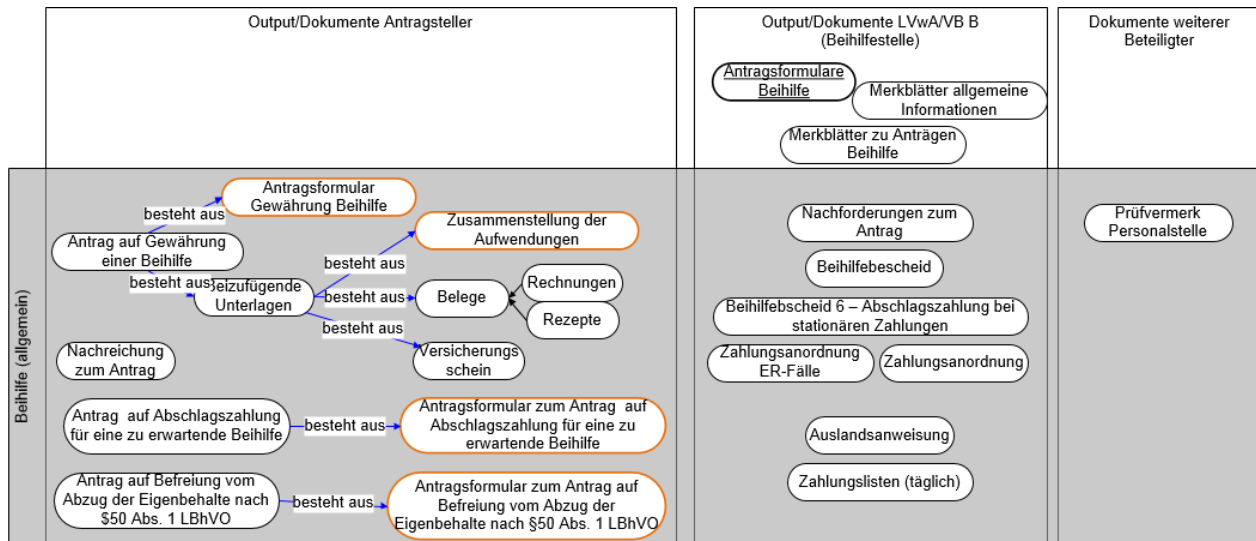 Output/Dokumente Antragsteller
Output/Dokumente LVwA/VB B
(Beihilfestelle)
Dokumente weiterer
Beteiligter
Antragsformulare
Beihilfe
Merkblätter allgemeine
Informationen
Merkblätter zu Anträgen
Beihilfe
Beihilfe (allgemein)
Antragsformular
Gewährung Beihilfe
besteht aus
Antrag auf Gewährung
einer Beihilfe
besteht aus
Beizufügende
Unterlagen
Zusammenstellung der
Aufwendungen
besteht aus
besteht aus
Belege
Rechnungen
Rezepte
besteht aus
Versicherungs
schein
Nachreichung
zum Antrag
Antrag  auf Abschlagszahlung
für eine zu erwartende Beihilfe
besteht aus
Antragsformular zum Antrag  auf
Abschlagszahlung für eine zu
erwartende Beihilfe
Antrag auf Befreiung vom
Abzug der Eigenbehalte nach
§50 Abs. 1 LBhVO
besteht aus
Antragsformular zum Antrag auf
Befreiung vom Abzug der
Eigenbehalte nach §50 Abs. 1 LBhVO
Nachforderungen zum
Antrag
Beihilfebescheid
Beihilfebscheid 6 – Abschlagszahlung bei
stationären Zahlungen
Zahlungsanordnung
ER-Fälle
Zahlungsanordnung
Auslandsanweisung
Zahlungslisten (täglich)
Prüfvermerk
Personalstelle